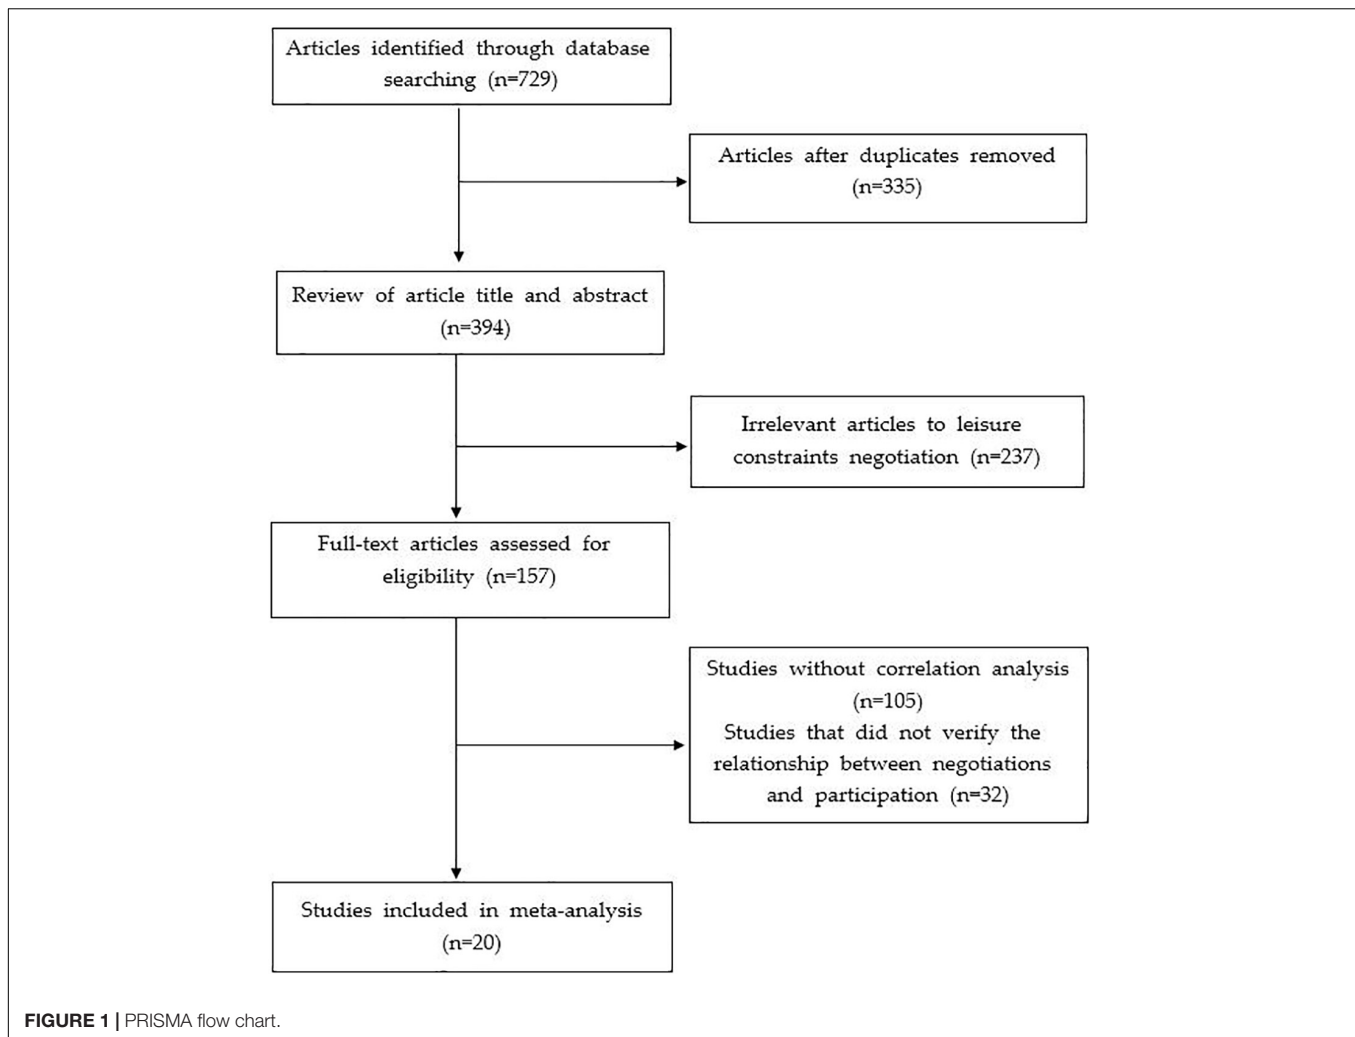 Articles identified through database
searching (n=729)
Articles after duplicates removed
(n=335)
Review of article title and abstract
(n=394)
Irrelevant articles to leisure
constraints negotiation (n=237)
Full-text articles assessed for
eligibility (n=157)
Studies without correlation analysis
(n=105)
Studies that did not verify the
relationship between negotiations
and participation (n=32)
Studies included in meta-analysis
(n=20)
FIGURE 1 | PRISMA flow chart.